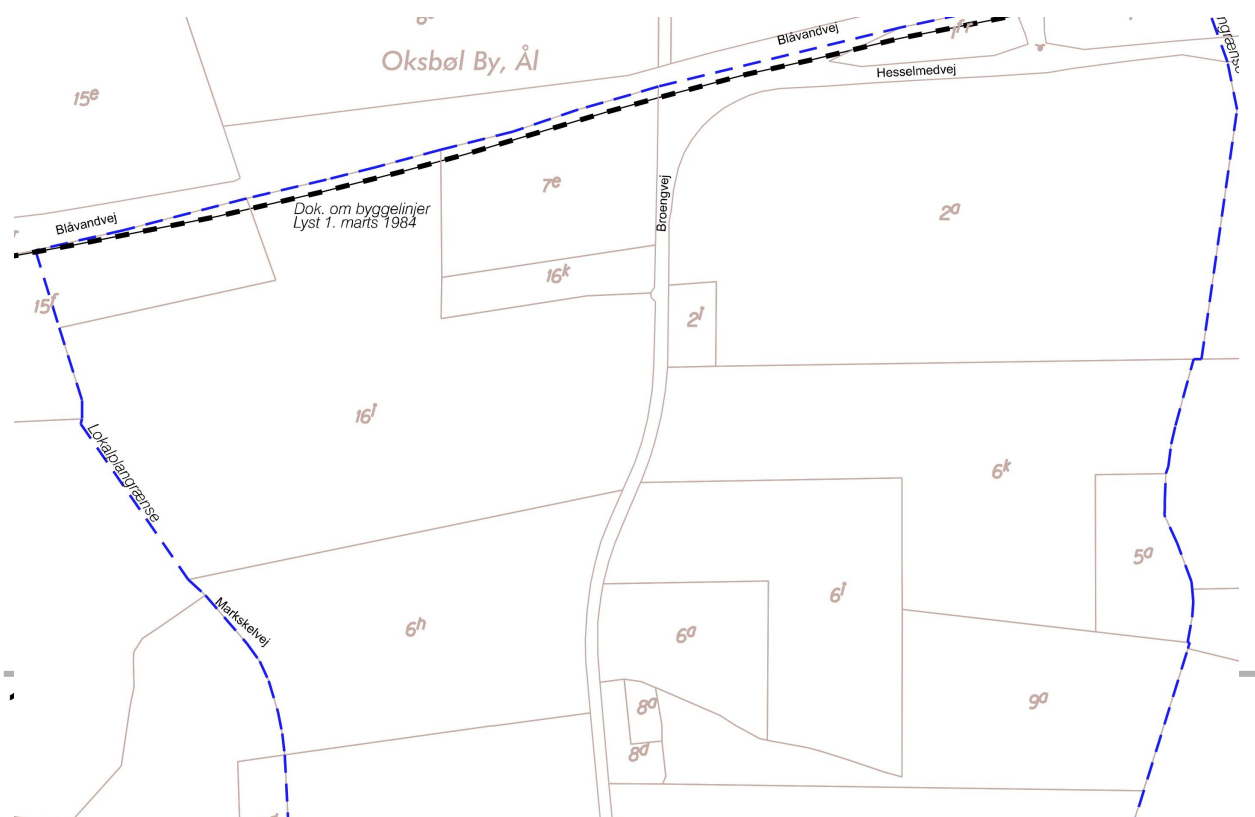 Blåvandvej
Oksbøl By, Ål
Hesselmedvej
15e
7e
Broengvej
2a
Dok. om byggelinjer
Lyst 1. marts 1984
Blåvandvej
16k
15f
2i
16i
Lokalplangrænse
6k
5a
6i
Markskelvej
6h
6a
9a
8a
8d